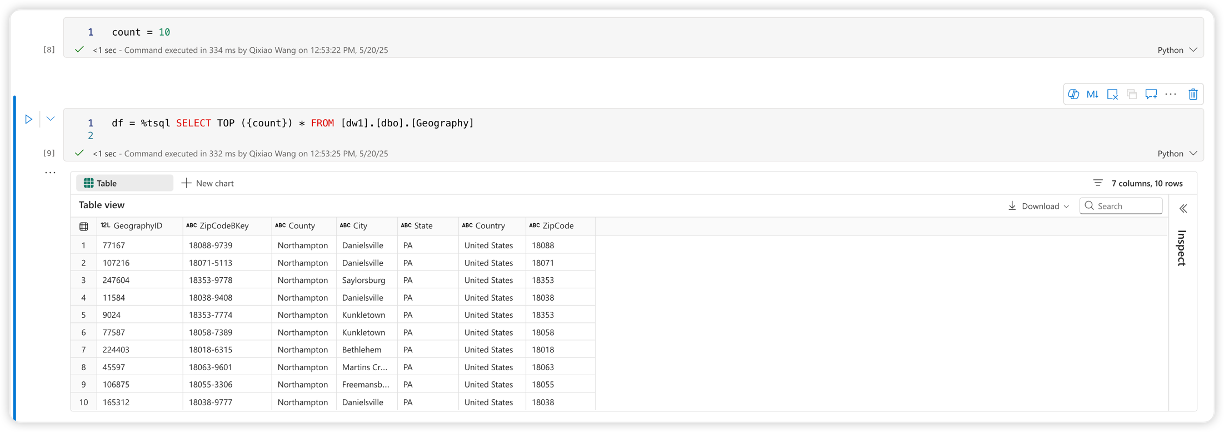 1 count = 10
[8] <1 sec - Command executed in 334 ms by Qixiao Wang on 12:53:22 PM, 5/20/25 Python
M↓ ...
1 df = %tsql SELECT TOP ({count}) * FROM [dw1].[dbo].[Geography]
2
[9] <1 sec - Command executed in 332 ms by Qixiao Wang on 12:53:25 PM, 5/20/25 Python
...
Table + New chart 7 columns, 10 rows
Table view Download Search
Inspect
12L GeographyID ABC ZipCodeBKey ABC County ABC City ABC State ABC Country ABC ZipCode
1 77167 18088-9739 Northampton Danielsville PA United States 18088
2 107216 18071-5113 Northampton Danielsville PA United States 18071
3 247604 18353-9778 Northampton Saylorsburg PA United States 18353
4 11584 18038-9408 Northampton Danielsville PA United States 18038
5 9024 18353-7774 Northampton Kunkletown PA United States 18353
6 77587 18058-7389 Northampton Kunkletown PA United States 18058
7 224403 18018-6315 Northampton Bethlehem PA United States 18018
8 45597 18063-9601 Northampton Martins Cr... PA United States 18063
9 106875 18055-3306 Northampton Freemansb... PA United States 18055
10 165312 18038-9777 Northampton Danielsville PA United States 18038